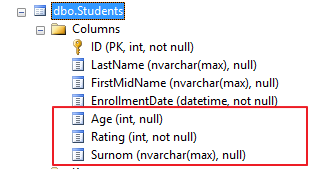 dbo.Students
Columns
ID (PK, int, not null)
LastName (nvarchar(max), null)
FirstMidName (nvarchar(max), null)
EnrollmentDate (datetime, not null)
Age (int, null)
Rating (int, not null)
Surnom (nvarchar(max), null)